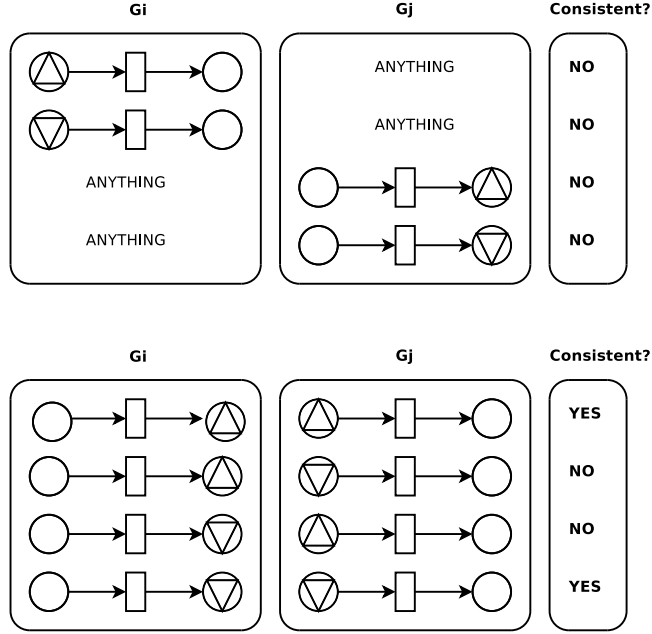 Gi Gj Consistent?
ANYTHING NO
ANYTHING NO
ANYTHING NO
ANYTHING NO
Gi Gj Consistent?
YES
NO
NO
YES